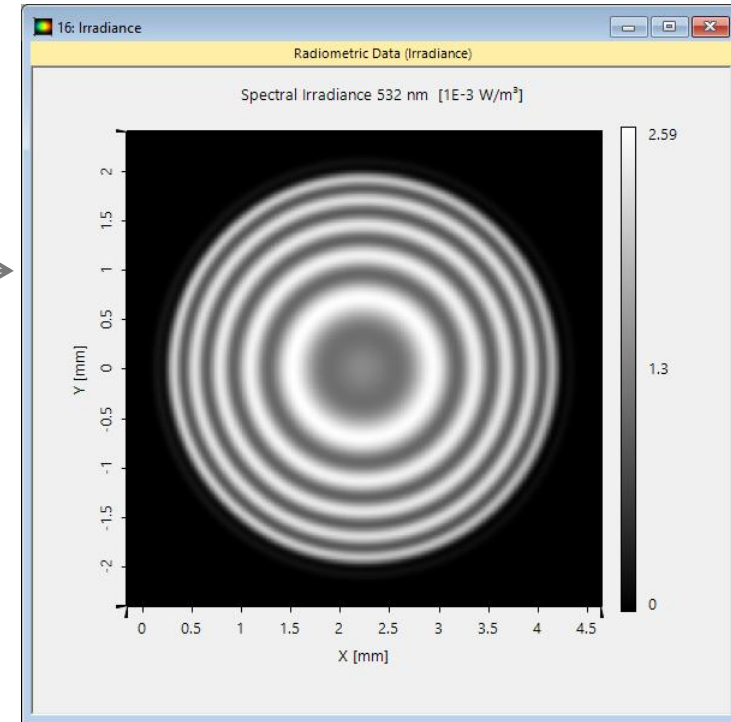 16: Irradiance
Radiometric Data (Irradiance)
Spectral Irradiance 532 nm  [1E-3 W/m³]
2.59
1.3
0
Y [mm]
2
1.5
1
0.5
0
-0.5
-1
-1.5
-2
0 0.5 1 1.5 2 2.5 3 3.5 4 4.5
X [mm]